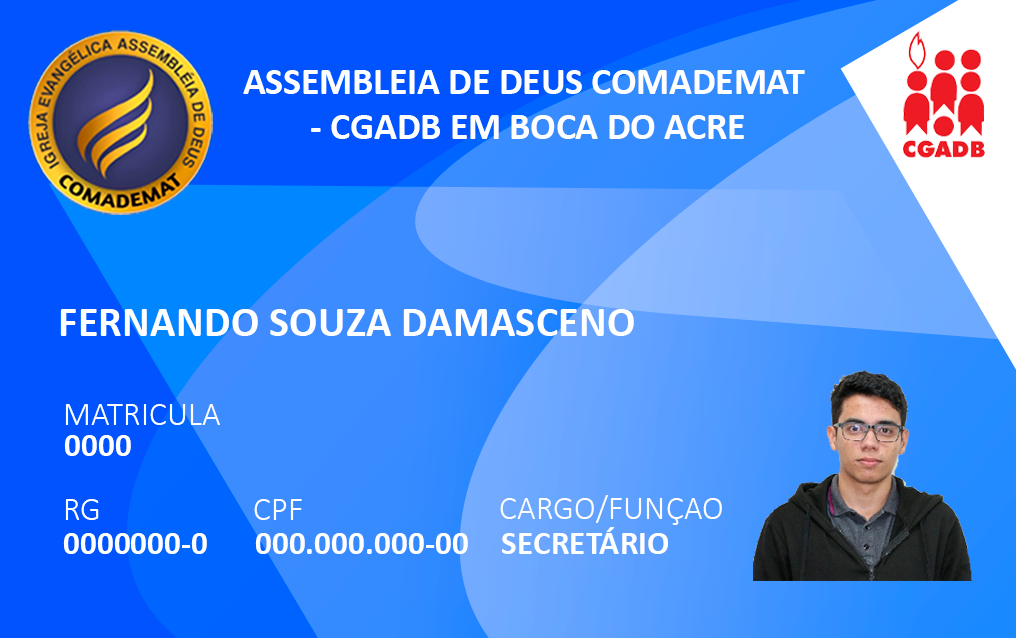 IGREJA EVANGÉLICA ASSEMBLÉIA DE DEUS
COMADEMAT
ASSEMBLEIA DE DEUS COMADEMAT
- CGADB EM BOCA DO ACRE
CGADB
FERNANDO SOUZA DAMASCENO
MATRICULA
0000
RG
0000000-0
CPF
000.000.000-00
CARGO/FUNÇAO
SECRETÁRIO